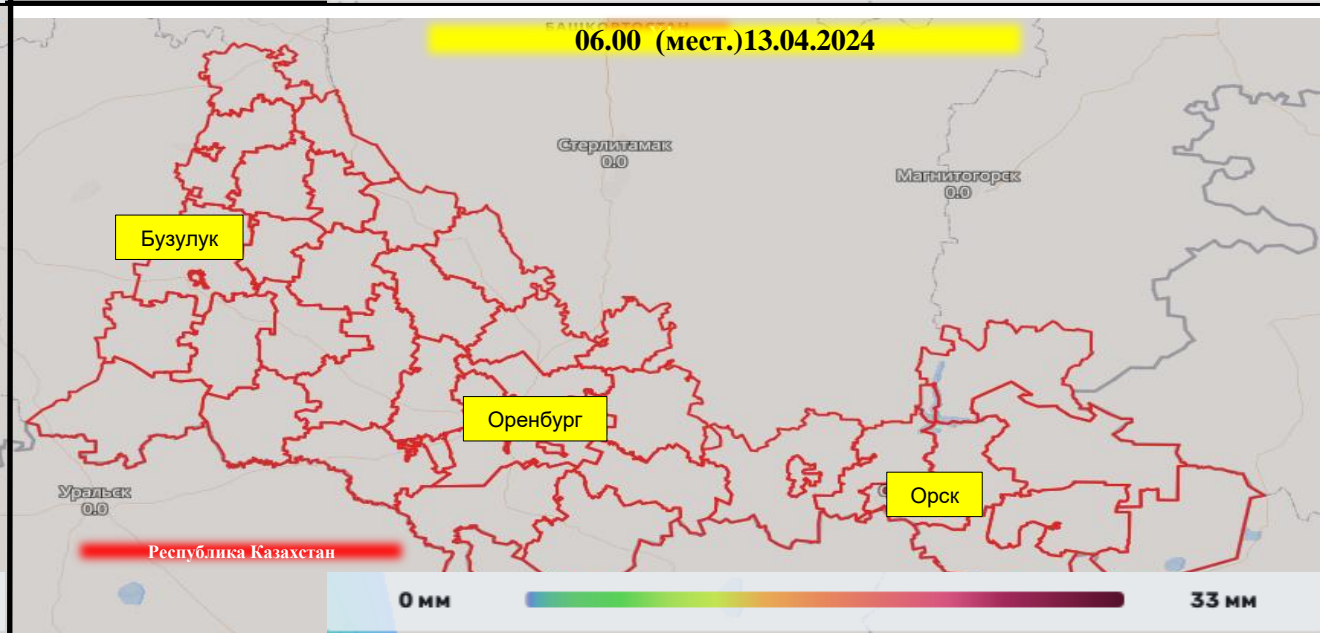 БАШКОРТОСТАН
06.00 (мест.)13.04.2024
Стерлитамак
0.0
Магнитогорск
0.0
Бузулук
Оренбург
Орск
Уральск
0.0
Республика Казахстан
0 мм
33 мм